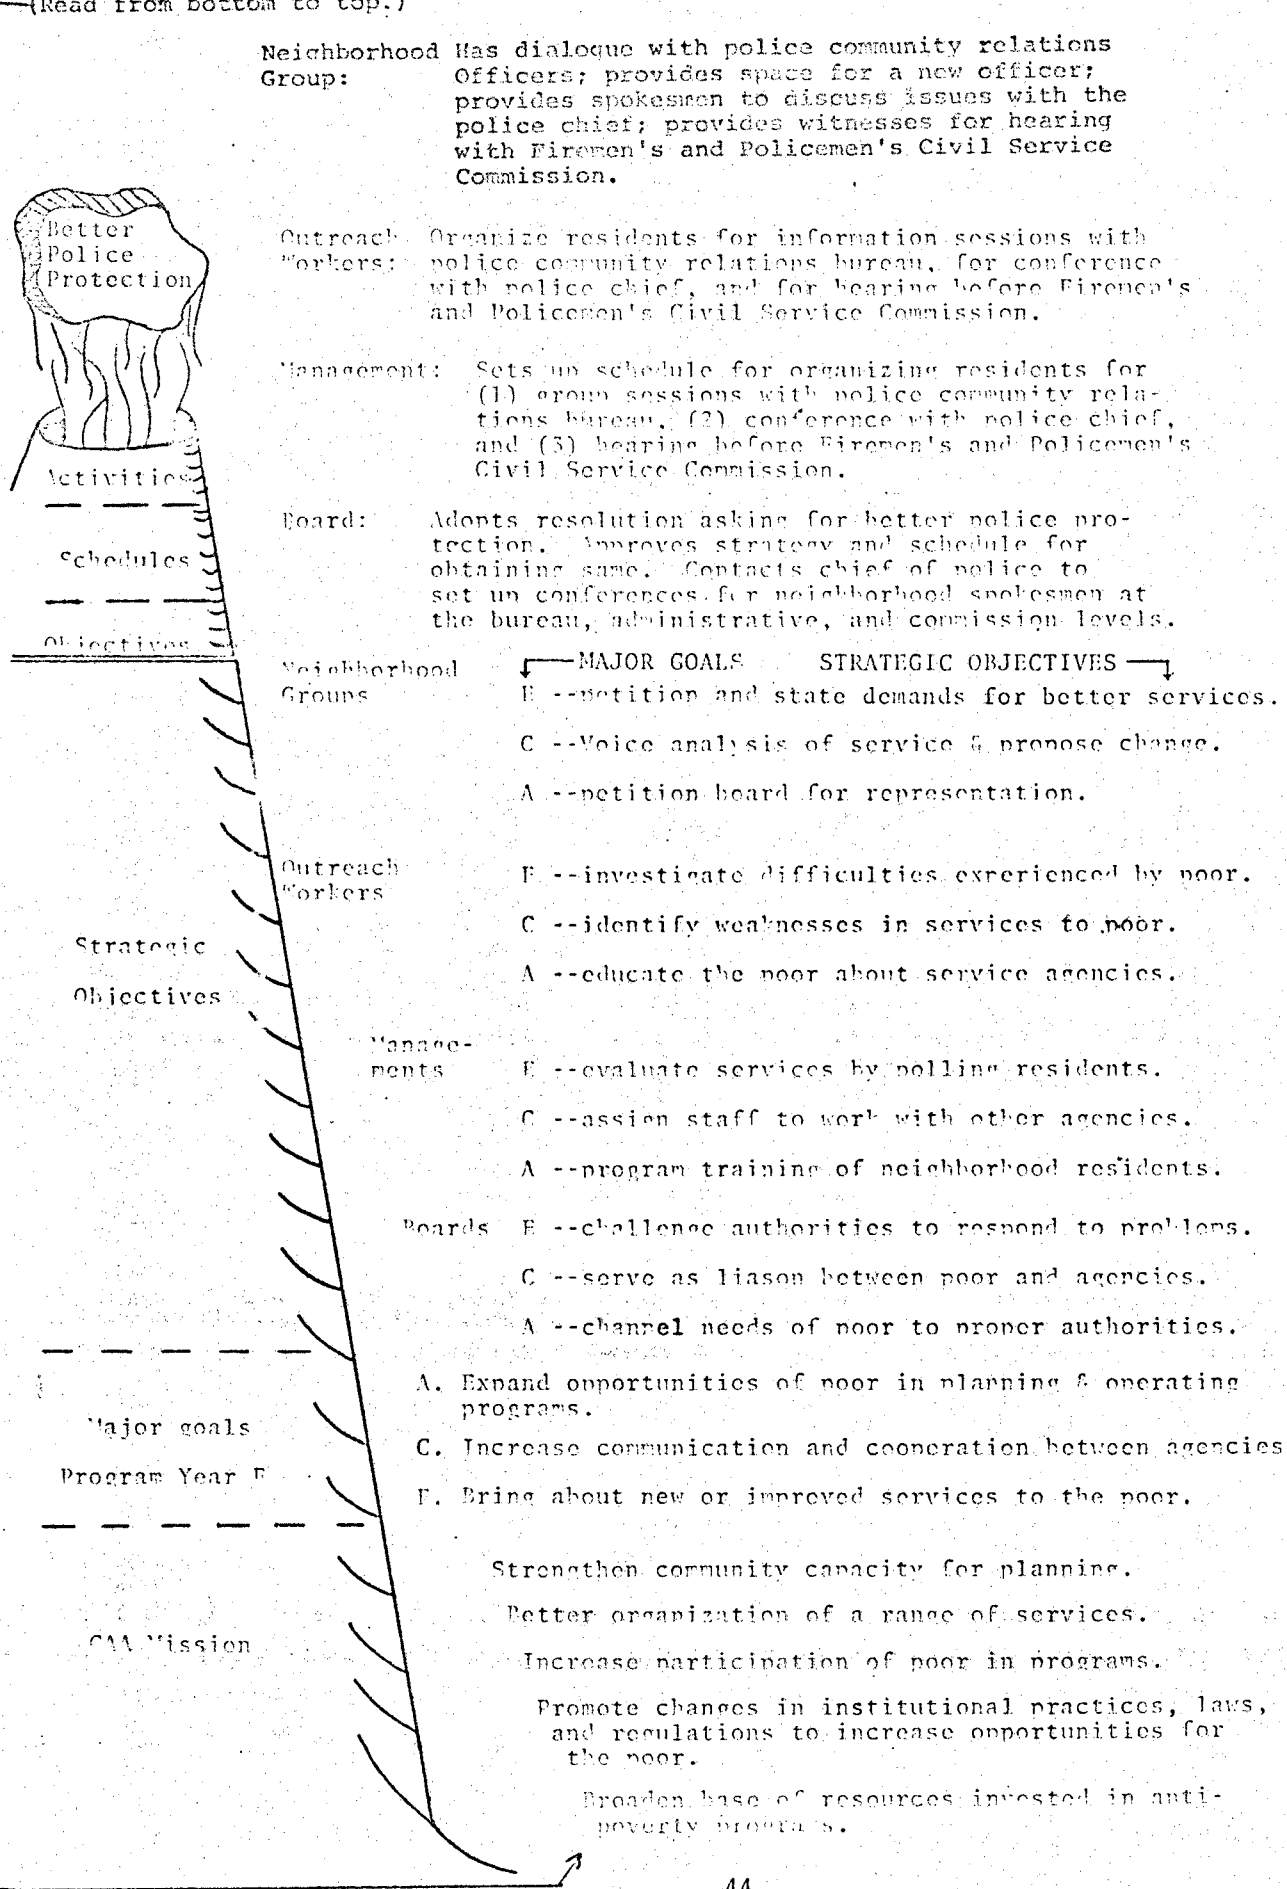 (Read from bottom to top.)
Neighborhood Has dialogue with police community relations
Group: Officers; provides space for a new officer;
provides spokesmen to discuss issues with the
police chief; provides witnesses for hearing
with Firemen's and Policemen's Civil Service
Commission.
Better
Police
Protection
Outreach Organize residents for information sessions with
Workers: police community relations bureau, for conference
with police chief, and for hearing before Firemen's
and Policemen's Civil Service Commission.
Management: Sets up schedule for organizing residents for
(1) group sessions with police community rela-
tions bureau, (2) conference with police chief,
and (3) hearing before Firemen's and Policemen's
Civil Service Commission.
Activities
Board: Adopts resolution asking for better police pro-
tection. Approves strategy and schedule for
obtaining same. Contacts chief of police to
set up conferences for neighborhood spokesmen at
the bureau, administrative, and commission levels.
Schedules
Objectives
Neighborhood MAJOR GOALS STRATEGIC OBJECTIVES
Groups E --petition and state demands for better services.
C --Voice analysis of service & propose change.
A --petition board for representation.
Outreach E --investigate difficulties experienced by poor.
Workers
C --identify weaknesses in services to poor.
A --educate the poor about service agencies.
Strategic
Objectives
Manage-
ments E --evaluate services by polling residents.
C --assign staff to work with other agencies.
A --program training of neighborhood residents.
Boards E --challenge authorities to respond to problems.
C --serve as liason between poor and agencies.
A --channel needs of poor to proper authorities.
A. Expand opportunities of poor in planning & operating
programs.
Major goals
C. Increase communication and cooperation between agencies
Program Year E
E. Bring about new or improved services to the poor.
Strengthen community capacity for planning.
Better organization of a range of services.
CAA Mission
Increase participation of poor in programs.
Promote changes in institutional practices, laws,
and regulations to increase opportunities for
the poor.
Broaden base of resources invested in anti-
poverty programs.
44